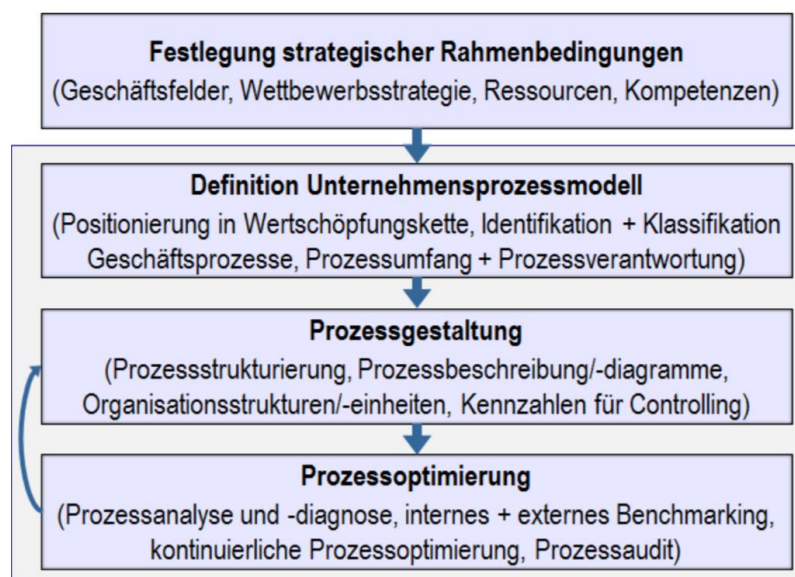 Festlegung strategischer Rahmenbedingungen
(Geschäftsfelder, Wettbewerbsstrategie, Ressourcen, Kompetenzen)
Definition Unternehmensprozessmodell
(Positionierung in Wertschöpfungskette, Identifikation + Klassifikation
Geschäftsprozesse, Prozessumfang + Prozessverantwortung)
Prozessgestaltung
(Prozessstrukturierung, Prozessbeschreibung/-diagramme,
Organisationsstrukturen/-einheiten, Kennzahlen für Controlling)
Prozessoptimierung
(Prozessanalyse und -diagnose, internes + externes Benchmarking,
kontinuierliche Prozessoptimierung, Prozessaudit)